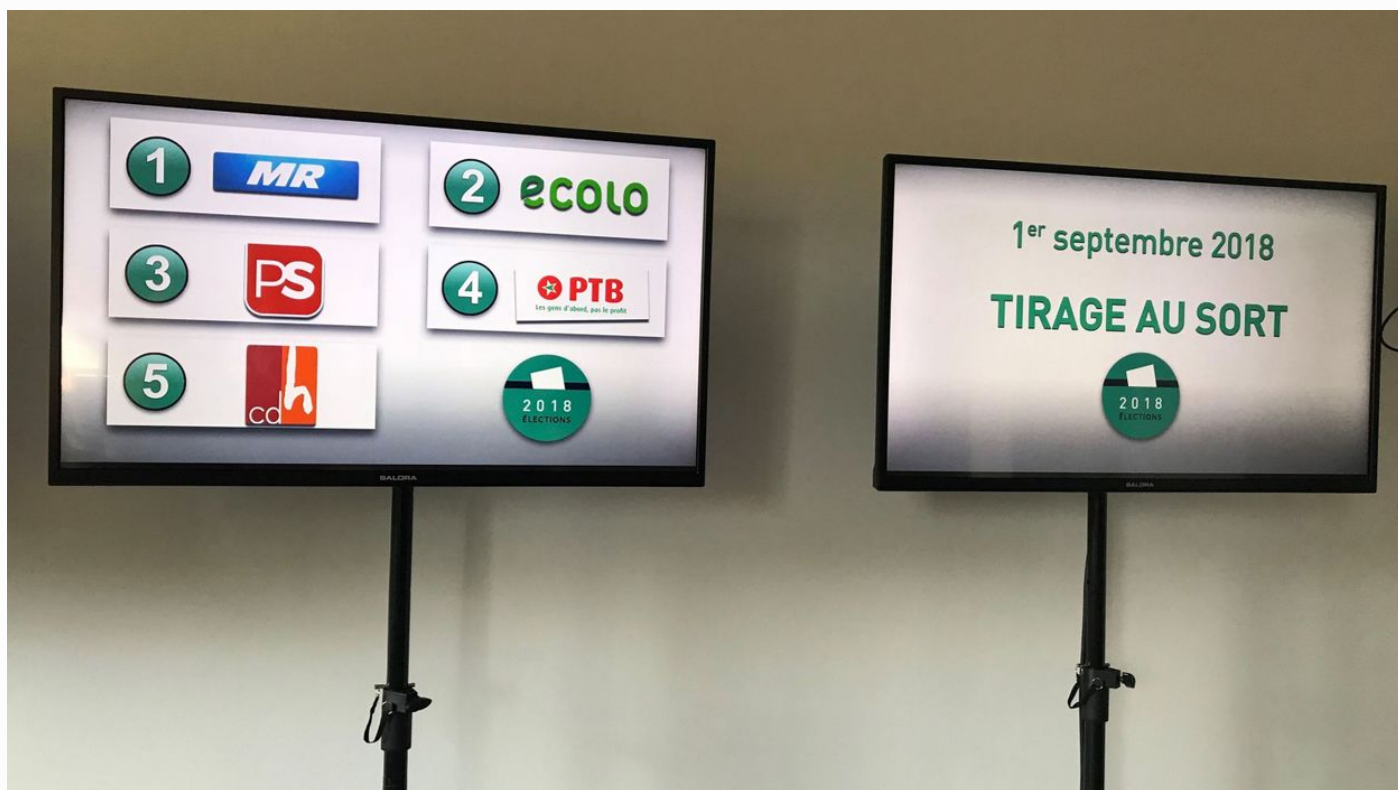 1 MR
2 ecolo
3 PS
4 PTB
Les gens d'abord, pas le profit
5 cdh
2018
ÉLECTIONS
SALORA
1er septembre 2018
TIRAGE AU SORT
2018
ÉLECTIONS
SALORA